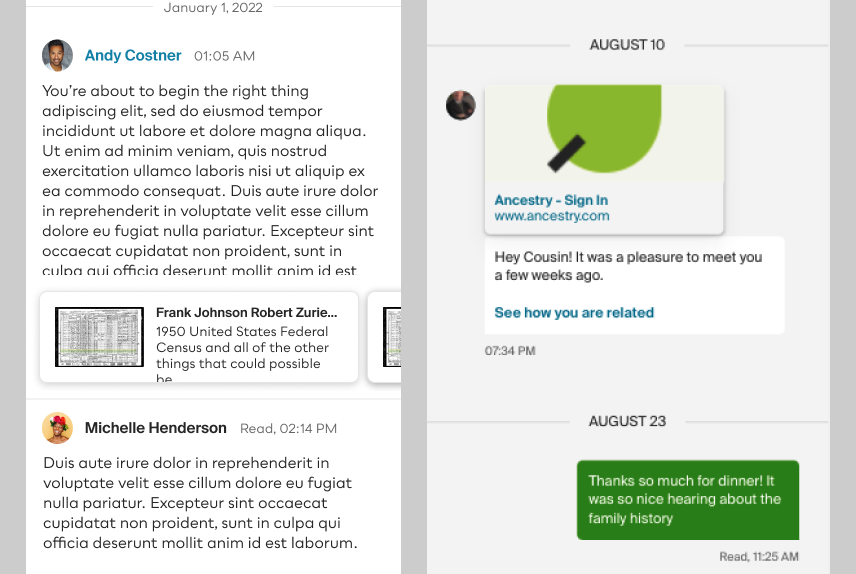 January 1, 2022
Andy Costner 01:05 AM
You're about to begin the right thing
adipiscing elit, sed do eiusmod tempor
incididunt ut labore et dolore magna aliqua.
Ut enim ad minim veniam, quis nostrud
exercitation ullamco laboris nisi ut aliquip ex
ea commodo consequat. Duis aute irure dolor
in reprehenderit in voluptate velit esse cillum
dolore eu fugiat nulla pariatur. Excepteur sint
occaecat cupidatat non proident, sunt in
culpa qui officia deserunt mollit anim id est
Frank Johnson Robert Zurie...
1950 United States Federal
Census and all of the other
things that could possible
be
Michelle Henderson Read, 02:14 PM
Duis aute irure dolor in reprehenderit in
voluptate velit esse cillum dolore eu fugiat
nulla pariatur. Excepteur sint occaecat
cupidatat non proident, sunt in culpa qui
officia deserunt mollit anim id est laborum.
AUGUST 10
Ancestry - Sign In
www.ancestry.com
Hey Cousin! It was a pleasure to meet you
a few weeks ago.
See how you are related
07:34 PM
AUGUST 23
Thanks so much for dinner! It
was so nice hearing about the
family history
Read, 11:25 AM